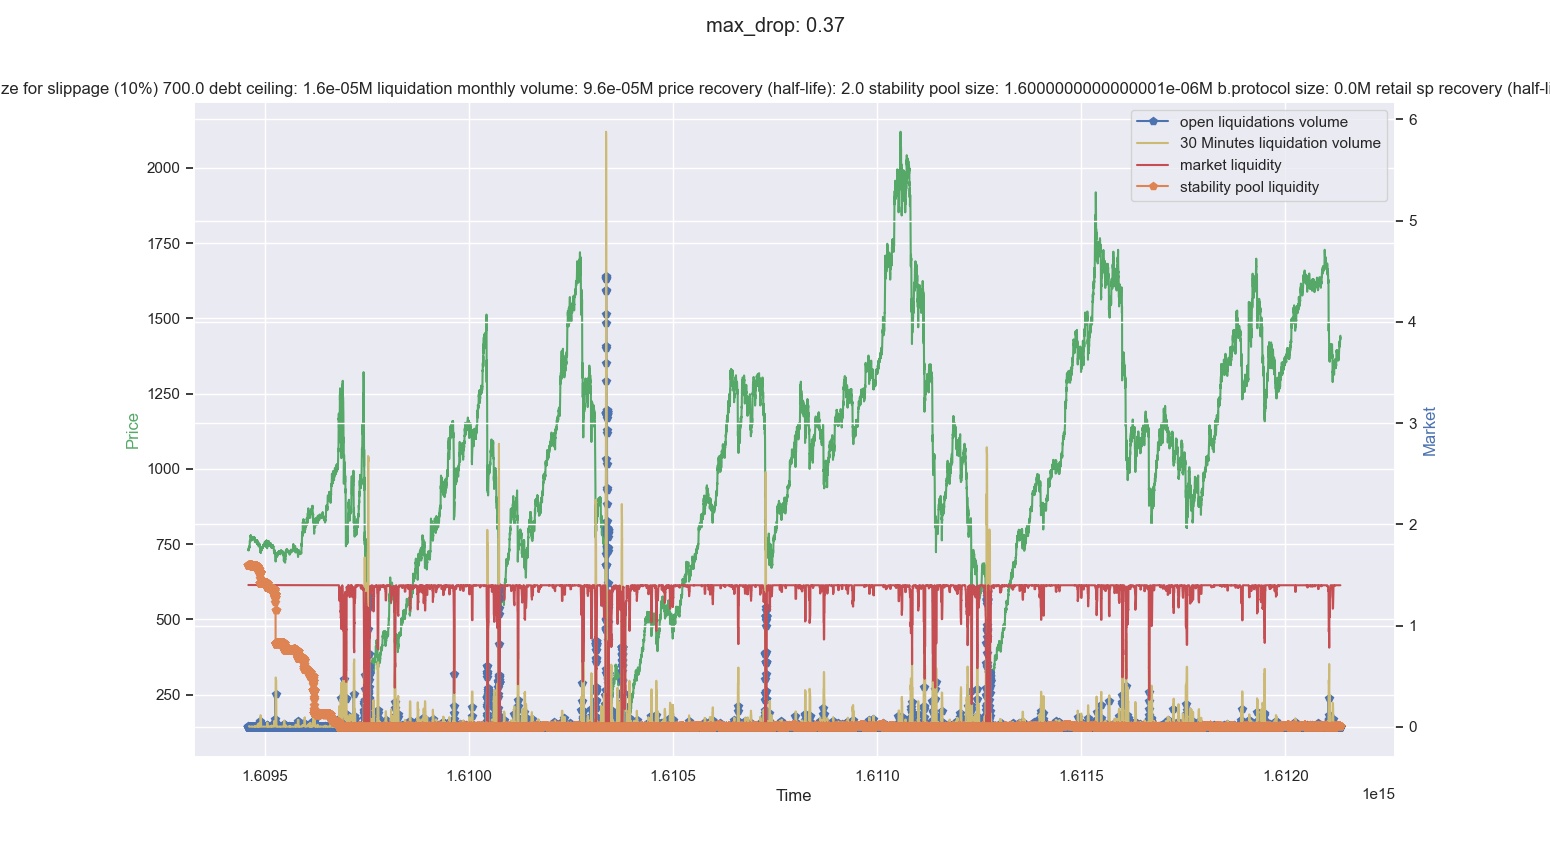 max_drop: 0.37
ze for slippage (10%) 700.0 debt ceiling: 1.6e-05M liquidation monthly volume: 9.6e-05M price recovery (half-life): 2.0 stability pool size: 1.6000000000000001e-06M b.protocol size: 0.0M retail sp recovery (half-li
open liquidations volume
30 Minutes liquidation volume
market liquidity
stability pool liquidity
Price
2000
1750
1500
1250
1000
750
500
250
Market
6
5
4
3
2
1
0
1.6095 1.6100 1.6105 1.6110 1.6115 1.6120
1e15
Time